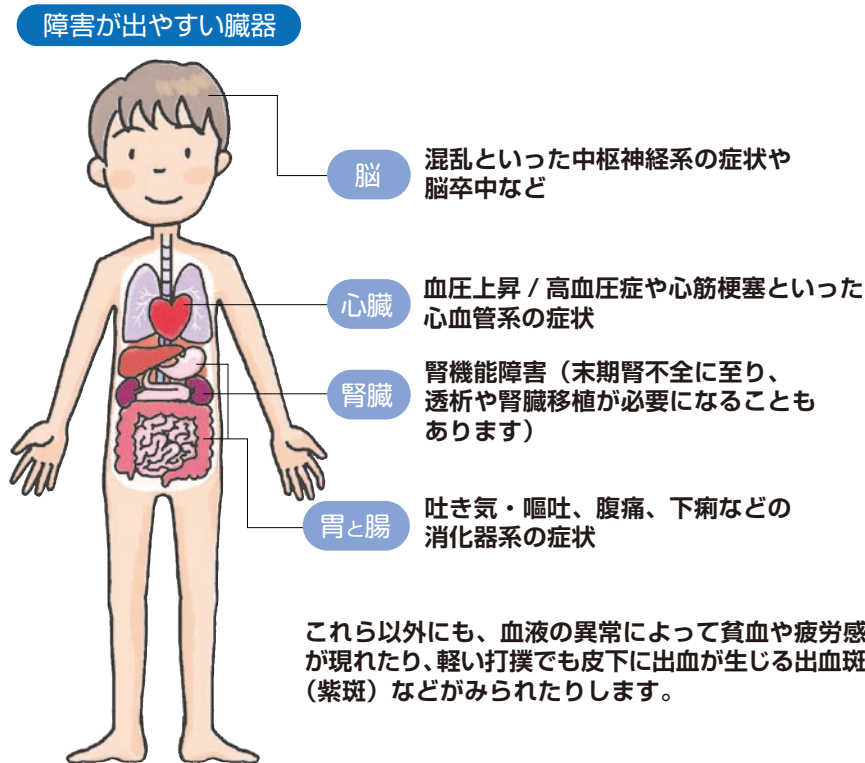 障害が出やすい臓器
脳
混乱といった中枢神経系の症状や
脳卒中など
心臓
血圧上昇 / 高血圧症や心筋梗塞といった
心血管系の症状
腎臓
腎機能障害（末期腎不全に至り、
透析や腎臓移植が必要になることも
あります）
胃と腸
吐き気・嘔吐、腹痛、下痢などの
消化器系の症状
これら以外にも、血液の異常によって貧血や疲労感
が現れたり、軽い打撲でも皮下に出血が生じる出血斑
（紫斑）などがみられたりします。